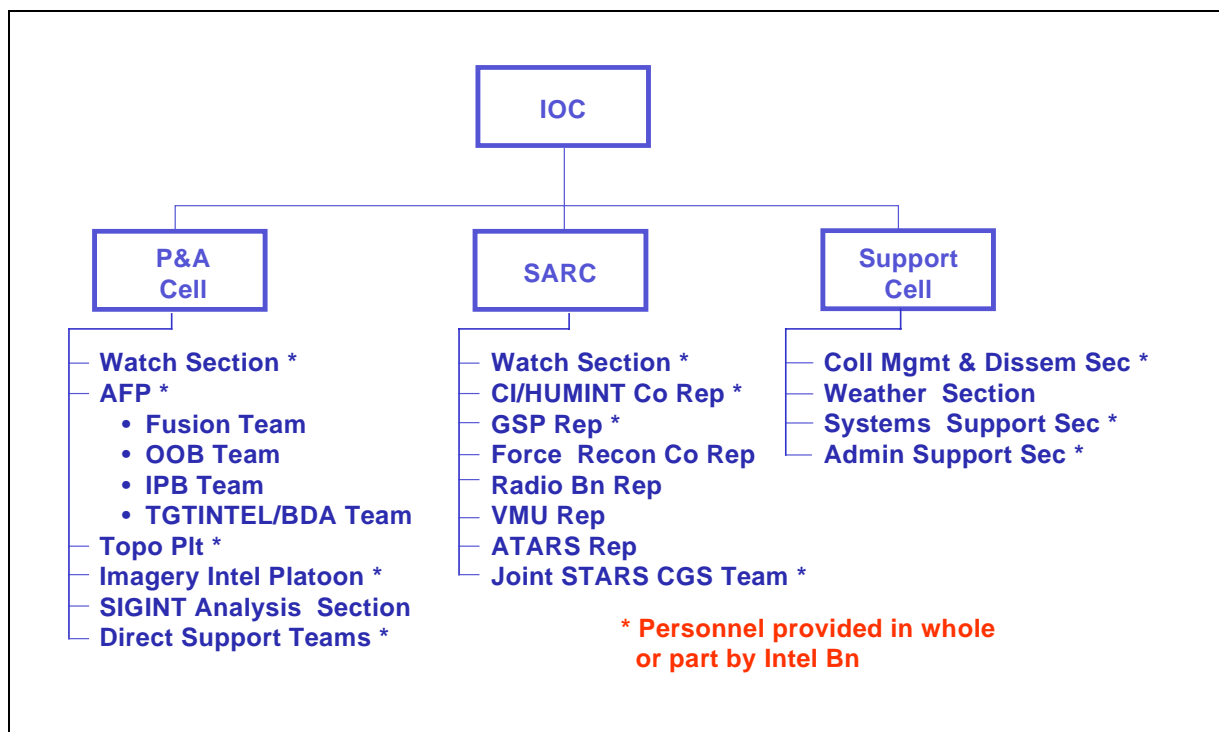 IOC
P&A
Cell
SARC
Support
Cell
Watch Section *
AFP *
• Fusion Team
• OOB Team
• IPB Team
• TGTINTEL/BDA Team
Topo Plt *
Imagery Intel Platoon *
SIGINT Analysis Section
Direct Support Teams *
Watch Section *
CI/HUMINT Co Rep *
GSP Rep *
Force Recon Co Rep
Radio Bn Rep
VMU Rep
ATARS Rep
Joint STARS CGS Team *
Coll Mgmt & Dissem Sec *
Weather Section
Systems Support Sec *
Admin Support Sec *
* Personnel provided in whole
or part by Intel Bn